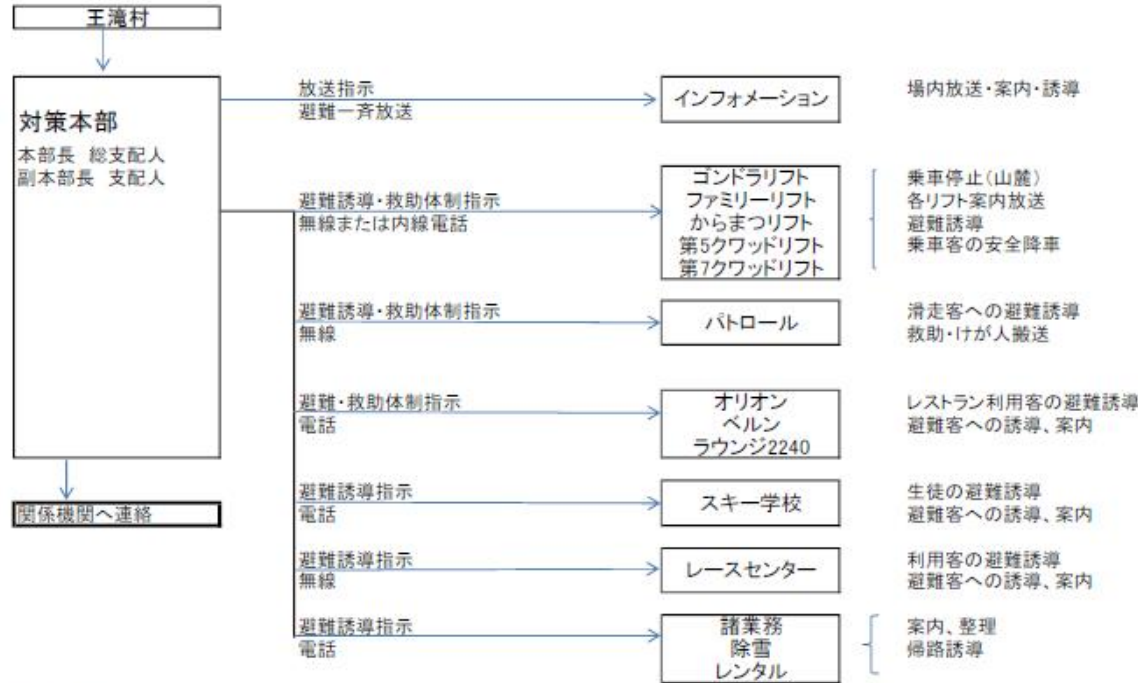 王滝村
対策本部
本部長 総支配人
副本部長 支配人
関係機関へ連絡
放送指示
避難一斉放送
インフォメーション
場内放送・案内・誘導
避難誘導・救助体制指示
無線または内線電話
ゴンドラリフト
ファミリーリフト
からまつリフト
第5クワッドリフト
第7クワッドリフト
乗車停止(山麓)
各リフト案内放送
避難誘導
乗車客の安全降車
避難誘導・救助体制指示
無線
パトロール
滑走客への避難誘導
救助・けが人搬送
避難・救助体制指示
電話
オリオン
ベルン
ラウンジ2240
レストラン利用客の避難誘導
避難客への誘導、案内
避難誘導指示
電話
スキー学校
生徒の避難誘導
避難客への誘導、案内
避難誘導指示
無線
レースセンター
利用客の避難誘導
避難客への誘導、案内
避難誘導指示
電話
諸業務
除雪
レンタル
案内、整理
帰路誘導